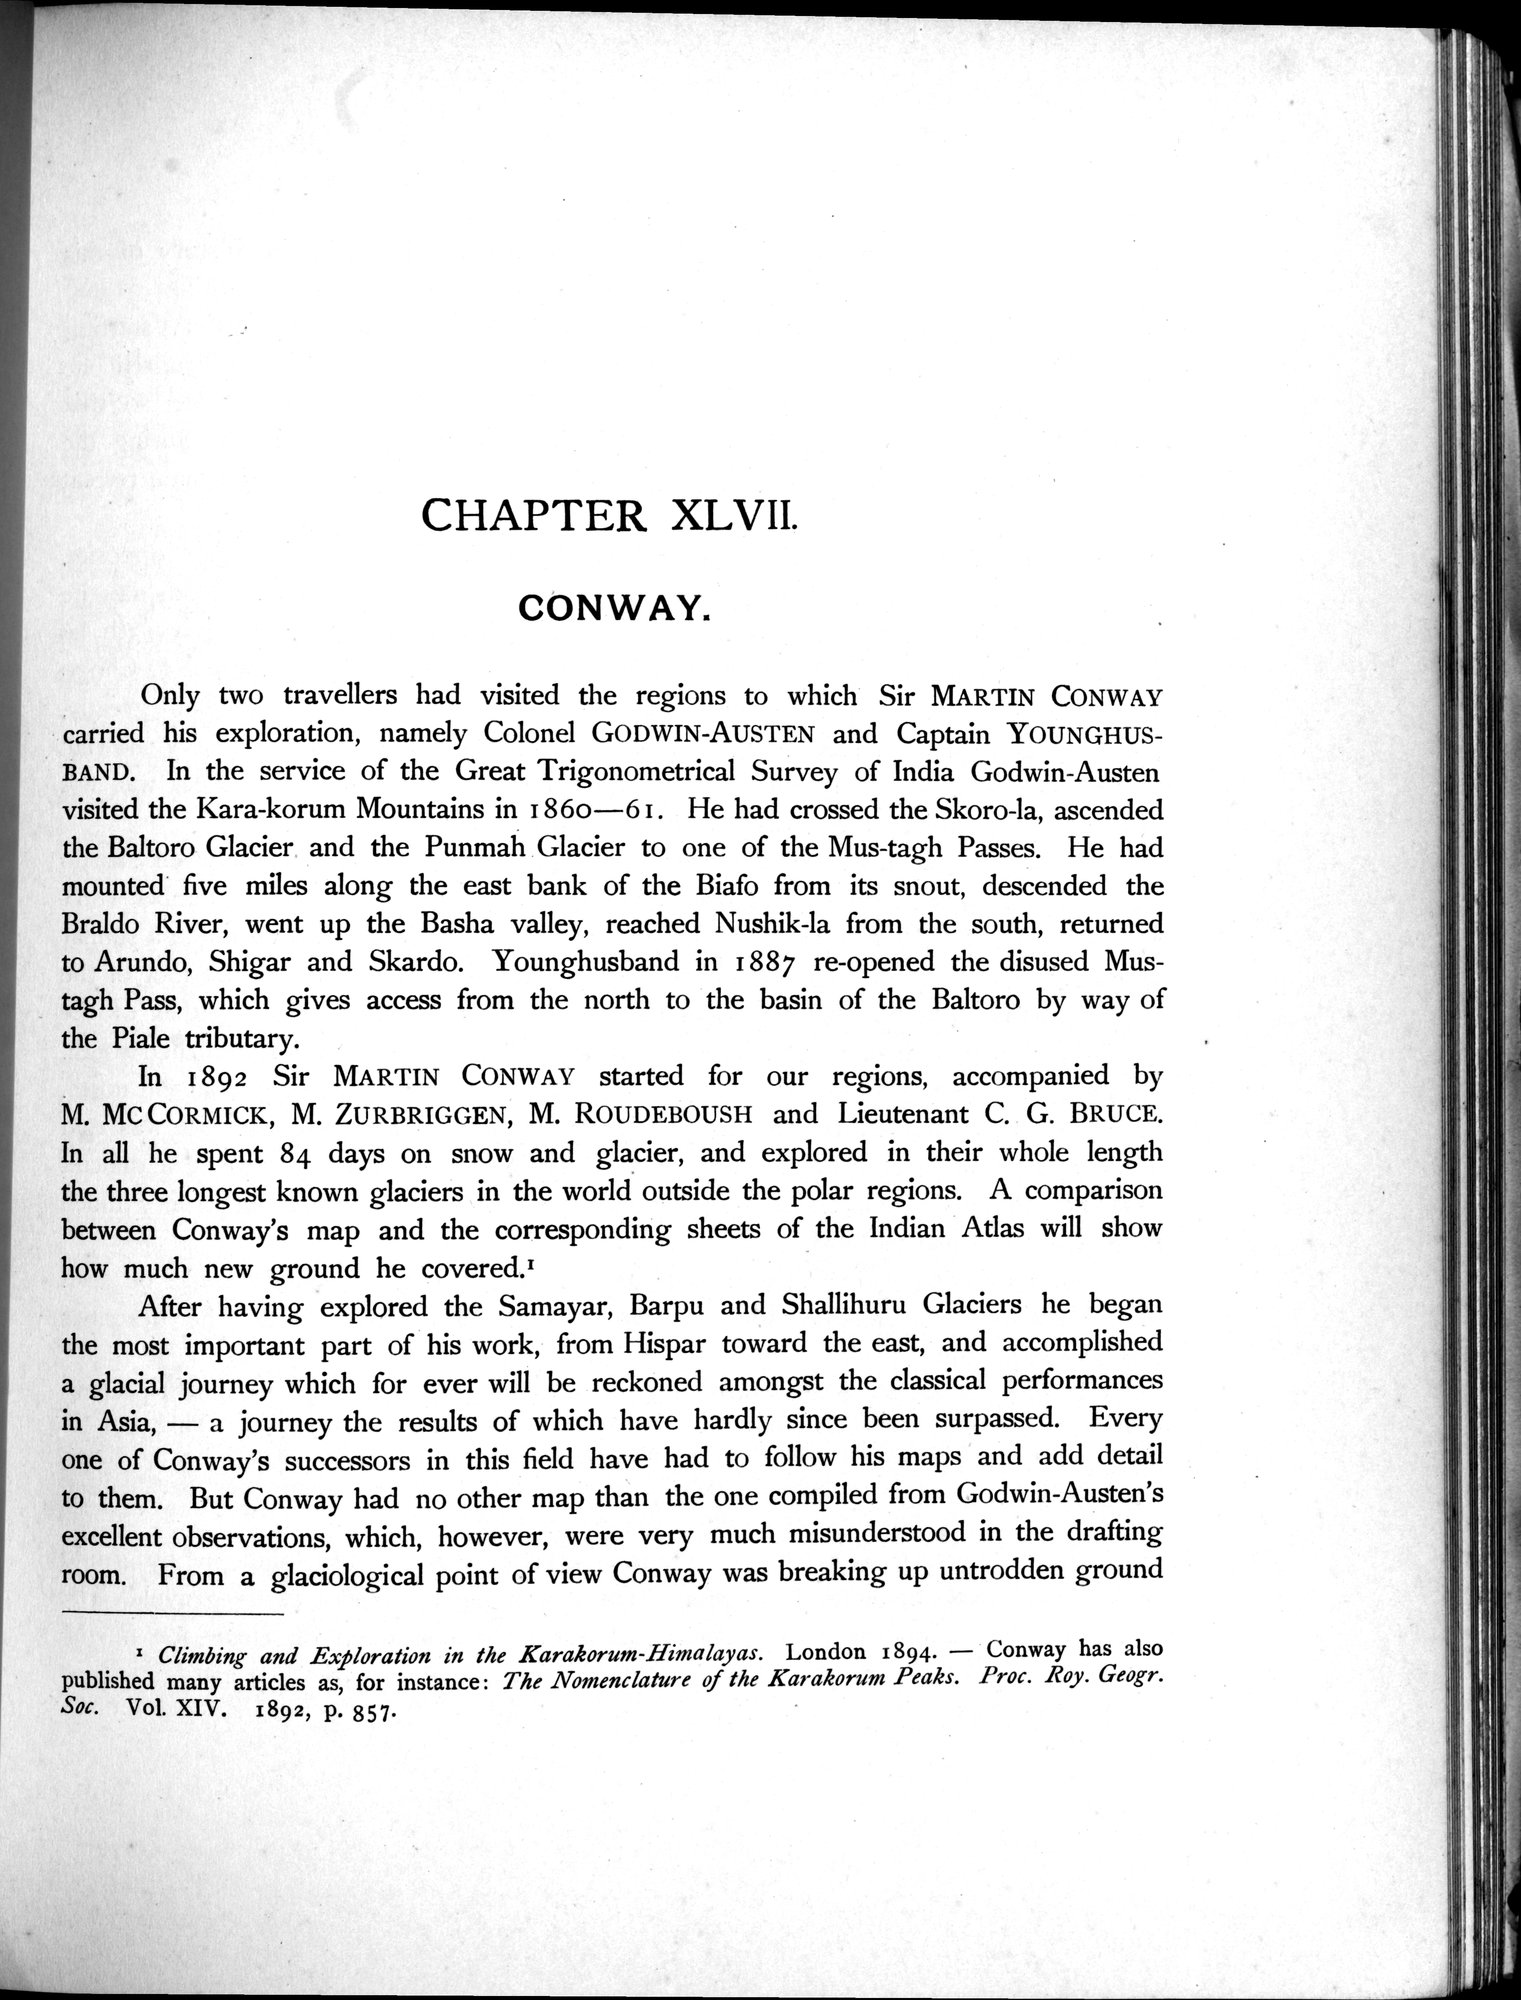 CHAPTER XLVII.
CONWAY.
Only two travellers had visited the regions to which Sir MARTIN CONWAY
carried his exploration, namely Colonel GODWIN-AUSTEN and Captain YOUNGHUS-
BAND. In the service of the Great Trigonometrical Survey of India Godwin-Austen
visited the Kara-korum Mountains in 1860—61. He had crossed the Skoro-la, ascended
the Baltoro Glacier and the Punmah Glacier to one of the Mus-tagh Passes. He had
mounted five miles along the east bank of the Biafo from its snout, descended the
Braldo River, went up the Basha valley, reached Nushik-la from the south, returned
to Arundo, Shigar and Skardo. Younghusband in 1887 re-opened the disused Mus-
tagh Pass, which gives access from the north to the basin of the Baltoro by way of
the Piale tributary.
In 1892 Sir MARTIN CONWAY started for our regions, accompanied by
M. MC CORMICK, M. ZURBRIGGEN, M. ROUDEBOUSH and Lieutenant C. G. BRUCE.
In all he spent 84 days on snow and glacier, and explored in their whole length
the three longest known glaciers in the world outside the polar regions. A comparison
between Conway's map and the corresponding sheets of the Indian Atlas will show
how much new ground he covered.¹
After having explored the Samayar, Barpu and Shallihuru Glaciers he began
the most important part of his work, from Hispar toward the east, and accomplished
a glacial journey which for ever will be reckoned amongst the classical performances
in Asia, — a journey the results of which have hardly since been surpassed. Every
one of Conway's successors in this field have had to follow his maps and add detail
to them. But Conway had no other map than the one compiled from Godwin-Austen's
excellent observations, which, however, were very much misunderstood in the drafting
room. From a glaciological point of view Conway was breaking up untrodden ground
¹ Climbing and Exploration in the Karakorum-Himalayas. London 1894. — Conway has also
published many articles as, for instance: The Nomenclature of the Karakorum Peaks. Proc. Roy. Geogr.
Soc. Vol. XIV. 1892, p. 857.